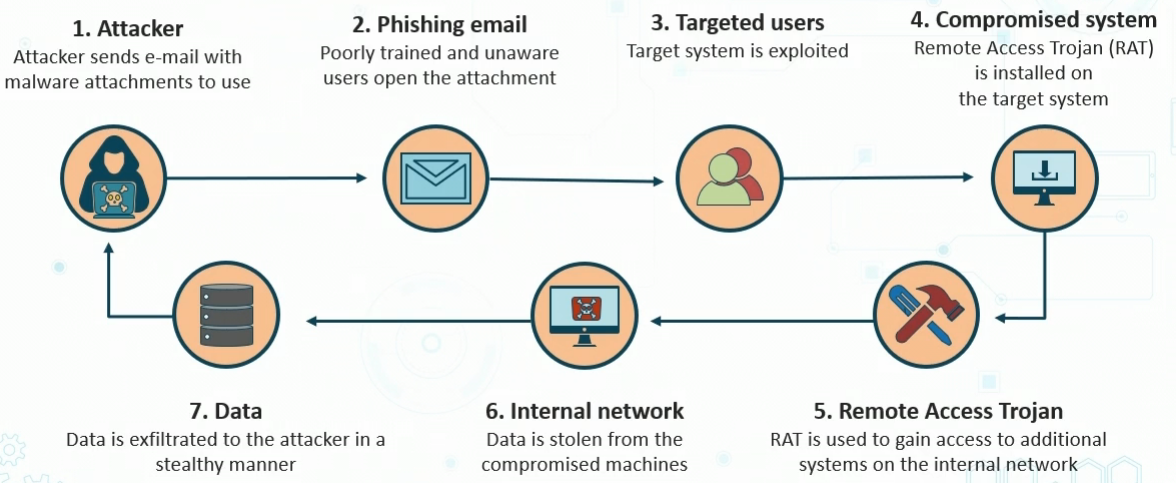 1. Attacker
Attacker sends e-mail with
malware attachments to use
2. Phishing email
Poorly trained and unaware
users open the attachment
3. Targeted users
Target system is exploited
4. Compromised system
Remote Access Trojan (RAT)
is installed on
the target system
5. Remote Access Trojan
RAT is used to gain access to additional
systems on the internal network
6. Internal network
Data is stolen from the
compromised machines
7. Data
Data is exfiltrated to the attacker in a
stealthy manner